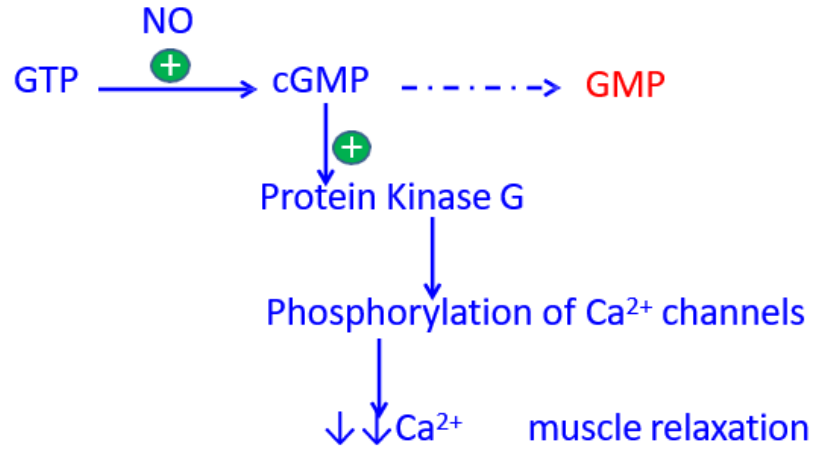 NO
+
GTP cGMP GMP
+
Protein Kinase G
Phosphorylation of Ca²⁺ channels
↓ ↓ Ca²⁺ muscle relaxation